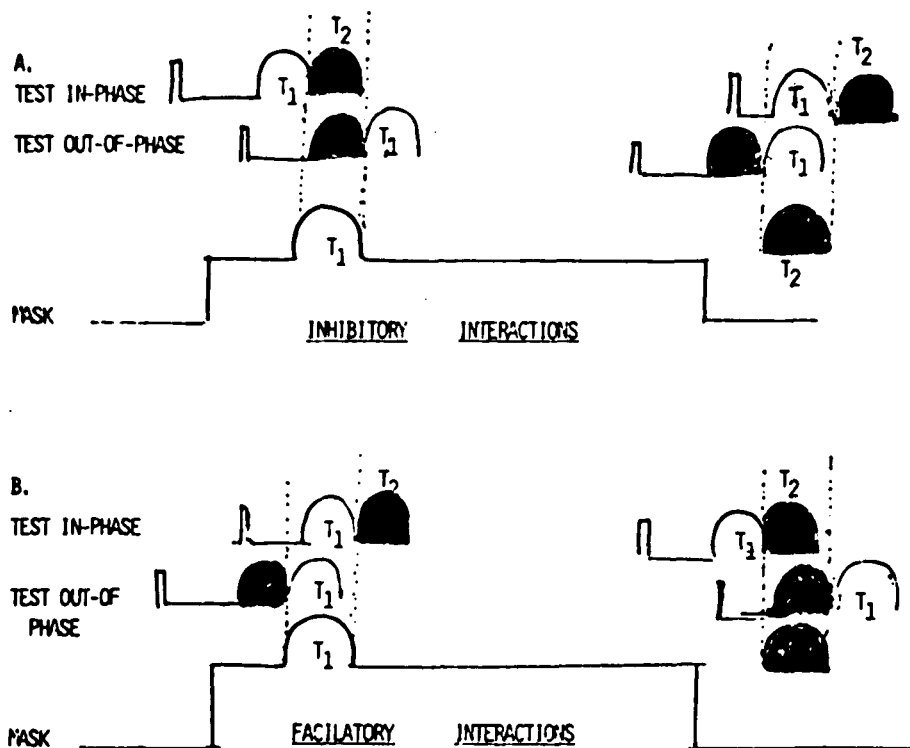 T2
A.
TEST IN-PHASE
T1
T1
T2
TEST OUT-OF-PHASE
T1
T1
T1
T2
MASK
INHIBITORY INTERACTIONS
B.
TEST IN-PHASE
T1
T2
T1
T2
TEST OUT-OF
PHASE
T1
T1
T1
MASK
FACILATORY INTERACTIONS